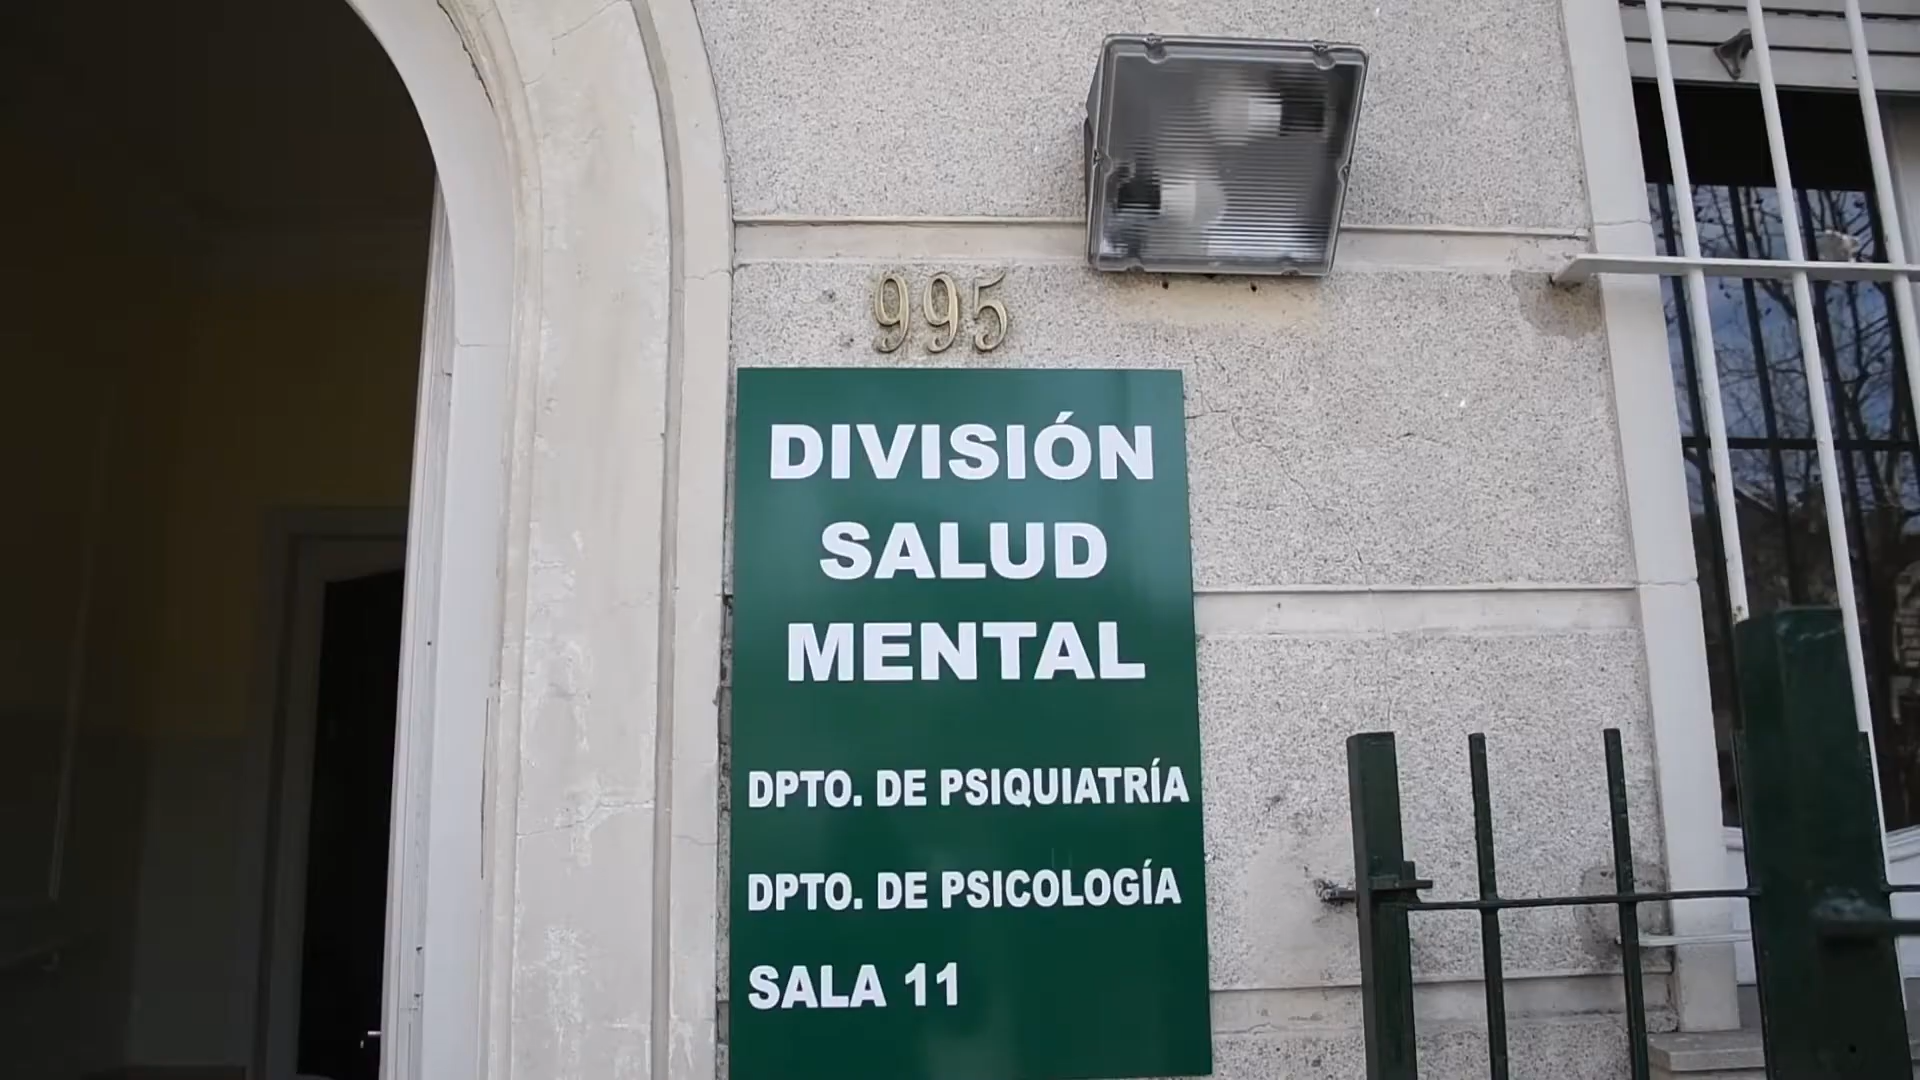 995
DIVISIÓN
SALUD
MENTAL
DPTO. DE PSIQUIATRÍA
DPTO. DE PSICOLOGÍA
SALA 11